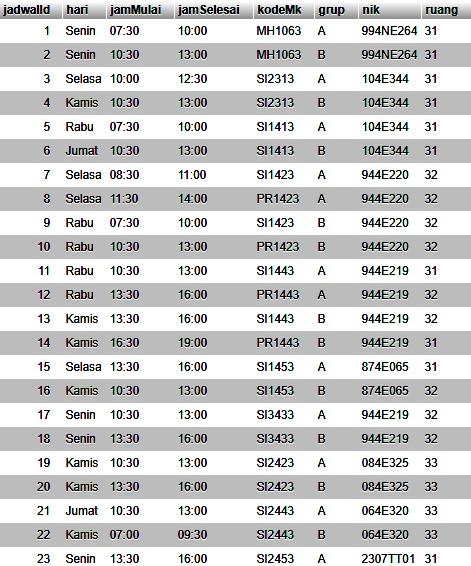 jadwalId hari jamMulai jamSelesai kodeMk grup nik ruang
1 Senin 07:30 10:00 MH1063 A 994NE264 31
2 Senin 10:30 13:00 MH1063 B 994NE264 31
3 Selasa 10:00 12:30 SI2313 A 104E344 31
4 Kamis 10:30 13:00 SI2313 B 104E344 31
5 Rabu 07:30 10:00 SI1413 A 104E344 31
6 Jumat 10:30 13:00 SI1413 B 104E344 31
7 Selasa 08:30 11:00 SI1423 A 944E220 32
8 Selasa 11:30 14:00 PR1423 A 944E220 32
9 Rabu 07:30 10:00 SI1423 B 944E220 32
10 Rabu 10:30 13:00 PR1423 B 944E220 32
11 Rabu 10:30 13:00 SI1443 A 944E219 31
12 Rabu 13:30 16:00 PR1443 A 944E219 32
13 Kamis 13:30 16:00 SI1443 B 944E219 32
14 Kamis 16:30 19:00 PR1443 B 944E219 31
15 Selasa 13:30 16:00 SI1453 A 874E065 31
16 Kamis 10:30 13:00 SI1453 B 874E065 32
17 Senin 10:30 13:00 SI3433 A 944E219 32
18 Senin 13:30 16:00 SI3433 B 944E219 32
19 Kamis 10:30 13:00 SI2423 A 084E325 33
20 Kamis 13:30 16:00 SI2423 B 084E325 33
21 Jumat 10:30 13:00 SI2443 A 064E320 33
22 Kamis 07:00 09:30 SI2443 B 064E320 33
23 Senin 13:30 16:00 SI2453 A 2307TT01 31